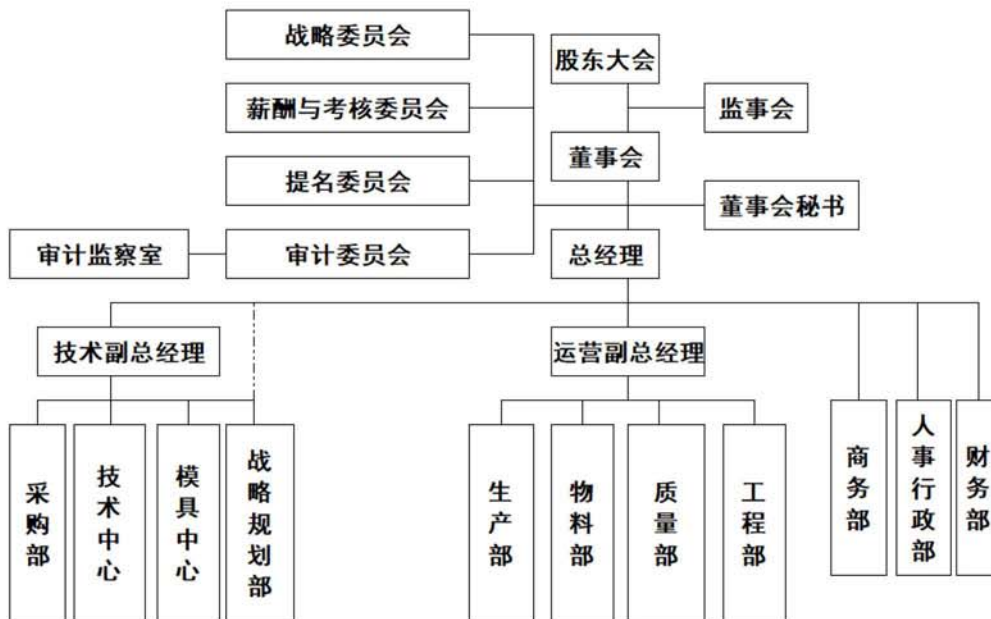 战略委员会
股东大会
薪酬与考核委员会
监事会
董事会
提名委员会
董事会秘书
审计监察室
审计委员会
总经理
技术副总经理
运营副总经理
采购部
技术中心
模具中心
战略规划部
生产部
物料部
质量部
工程部
商务部
人事行政部
财务部